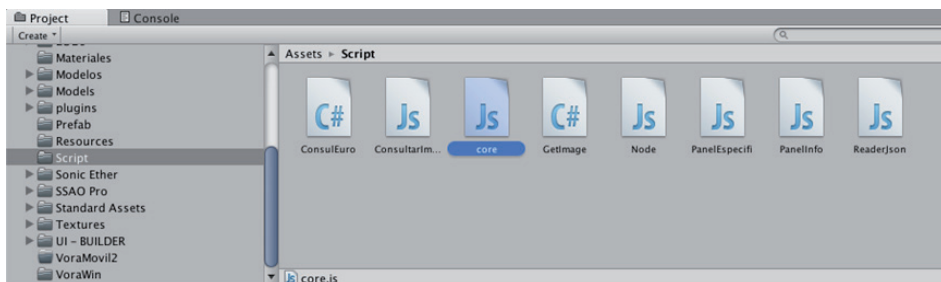 Project
Console
Create
Materiales
Modelos
Models
plugins
Prefab
Resources
Script
Sonic Ether
SSAO Pro
Standard Assets
Textures
UI - BUILDER
VoraMovil2
VoraWin
Assets Script
C# Js Js C# Js Js Js Js
ConsulEuro ConsultarIm... core GetImage Node PanelEspecifi PanelInfo ReaderJson
Js core.js